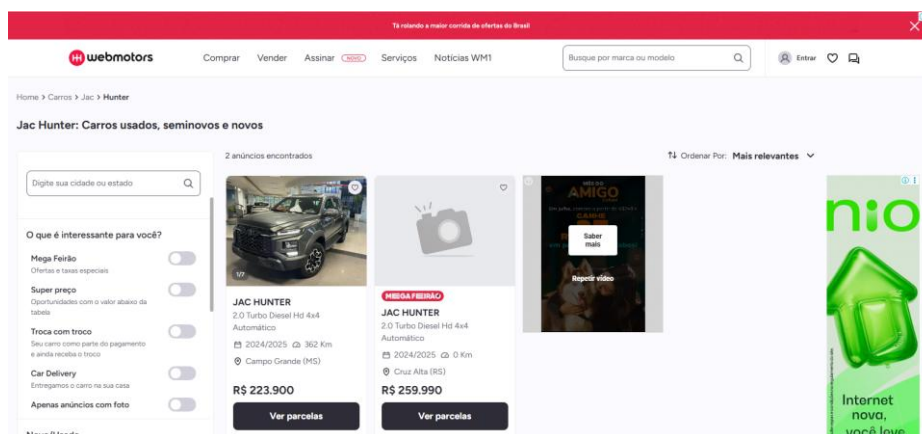 Tá rolando a maior corrida de ofertas do Brasil
webmotors
Comprar Vender Assinar NOVO Serviços Notícias WM1
Busque por marca ou modelo
Entrar
Home > Carros > Jac > Hunter
Jac Hunter: Carros usados, seminovos e novos
2 anúncios encontrados
Ordenar Por: Mais relevantes
Digite sua cidade ou estado
O que é interessante para você?
Mega Feirão
Ofertas e taxas especiais
Super preço
Oportunidades com o valor abaixo da
tabela
Troca com troco
Seu carro como parte do pagamento
e ainda receba o troco
Car Delivery
Entregamos o carro na sua casa
Apenas anúncios com foto
Novo/Usado
1/7
JAC HUNTER
2.0 Turbo Diesel Hd 4x4
Automático
2024/2025 362 Km
Campo Grande (MS)
R$ 223.900
Ver parcelas
MEGA FEIRÃO
JAC HUNTER
2.0 Turbo Diesel Hd 4x4
Automático
2024/2025 0 Km
Cruz Alta (RS)
R$ 259.990
Ver parcelas
AMIGO
Saber
mais
Repetir vídeo
nio
Internet
nova,
você leve